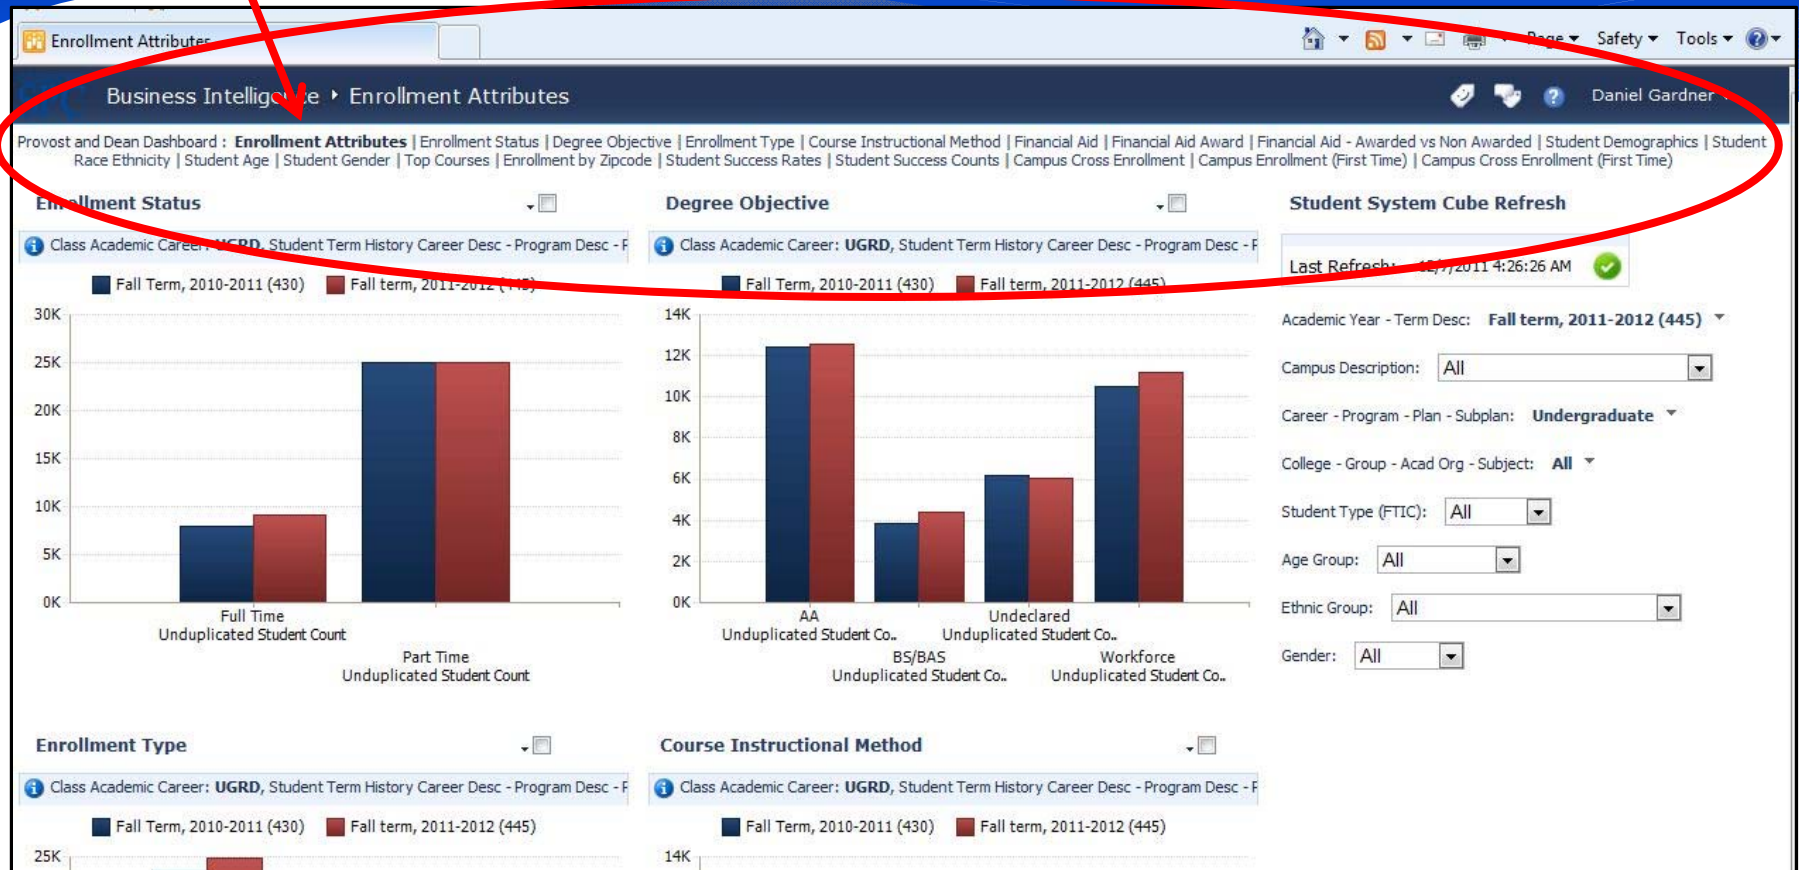 Enrollment Attributes
Page Safety Tools
Business Intelligence ‣ Enrollment Attributes
Daniel Gardner
Provost and Dean Dashboard : Enrollment Attributes | Enrollment Status | Degree Objective | Enrollment Type | Course Instructional Method | Financial Aid | Financial Aid Award | Financial Aid - Awarded vs Non Awarded | Student Demographics | Student
Race Ethnicity | Student Age | Student Gender | Top Courses | Enrollment by Zipcode | Student Success Rates | Student Success Counts | Campus Cross Enrollment | Campus Enrollment (First Time) | Campus Cross Enrollment (First Time)
Enrollment Status
Class Academic Career: UGRD, Student Term History Career Desc - Program Desc - P
Fall Term, 2010-2011 (430) Fall term, 2011-2012 (445)
30K
25K
20K
15K
10K
5K
0K
Full Time
Unduplicated Student Count
Part Time
Unduplicated Student Count
Degree Objective
Class Academic Career: UGRD, Student Term History Career Desc - Program Desc - P
Fall Term, 2010-2011 (430) Fall term, 2011-2012 (445)
14K
12K
10K
8K
6K
4K
2K
0K
AA
Unduplicated Student Co..
BS/BAS
Unduplicated Student Co..
Undeclared
Unduplicated Student Co..
Workforce
Unduplicated Student Co..
Student System Cube Refresh
Last Refresh: 12/7/2011 4:26:26 AM
Academic Year - Term Desc: Fall term, 2011-2012 (445)
Campus Description: All
Career - Program - Plan - Subplan: Undergraduate
College - Group - Acad Org - Subject: All
Student Type (FTIC): All
Age Group: All
Ethnic Group: All
Gender: All
Enrollment Type
Class Academic Career: UGRD, Student Term History Career Desc - Program Desc - P
Fall Term, 2010-2011 (430) Fall term, 2011-2012 (445)
25K
Course Instructional Method
Class Academic Career: UGRD, Student Term History Career Desc - Program Desc - P
Fall Term, 2010-2011 (430) Fall term, 2011-2012 (445)
14K